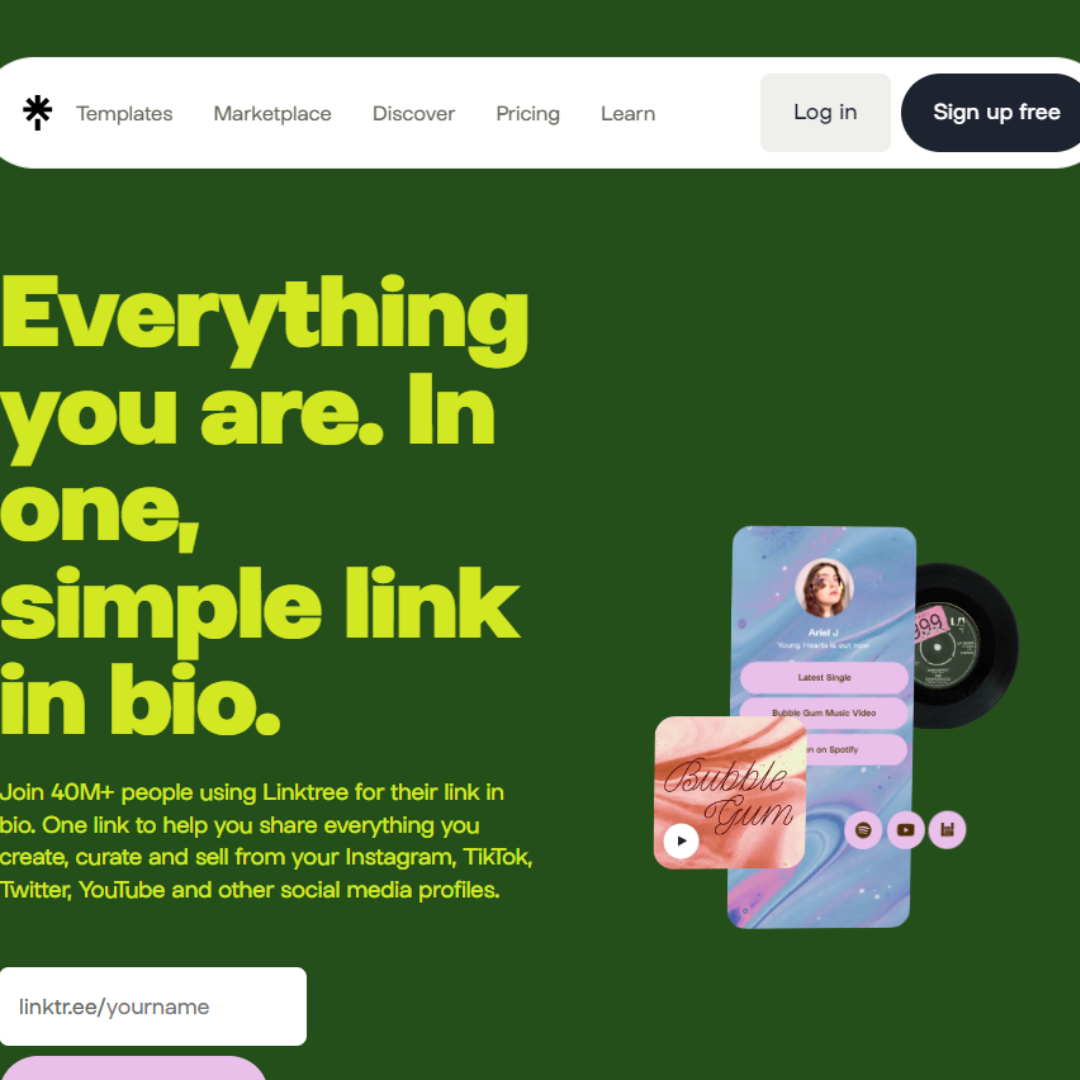 Templates Marketplace Discover Pricing Learn Log in Sign up free
Everything
you are. In
one,
simple link
in bio.
Join 40M+ people using Linktree for their link in
bio. One link to help you share everything you
create, curate and sell from your Instagram, TikTok,
Twitter, YouTube and other social media profiles.
linktr.ee/yourname
Ariel J
Young Hearts is out now
Latest Single
Bubble Gum Music Video
on Spotify
Bubble
Gum
999